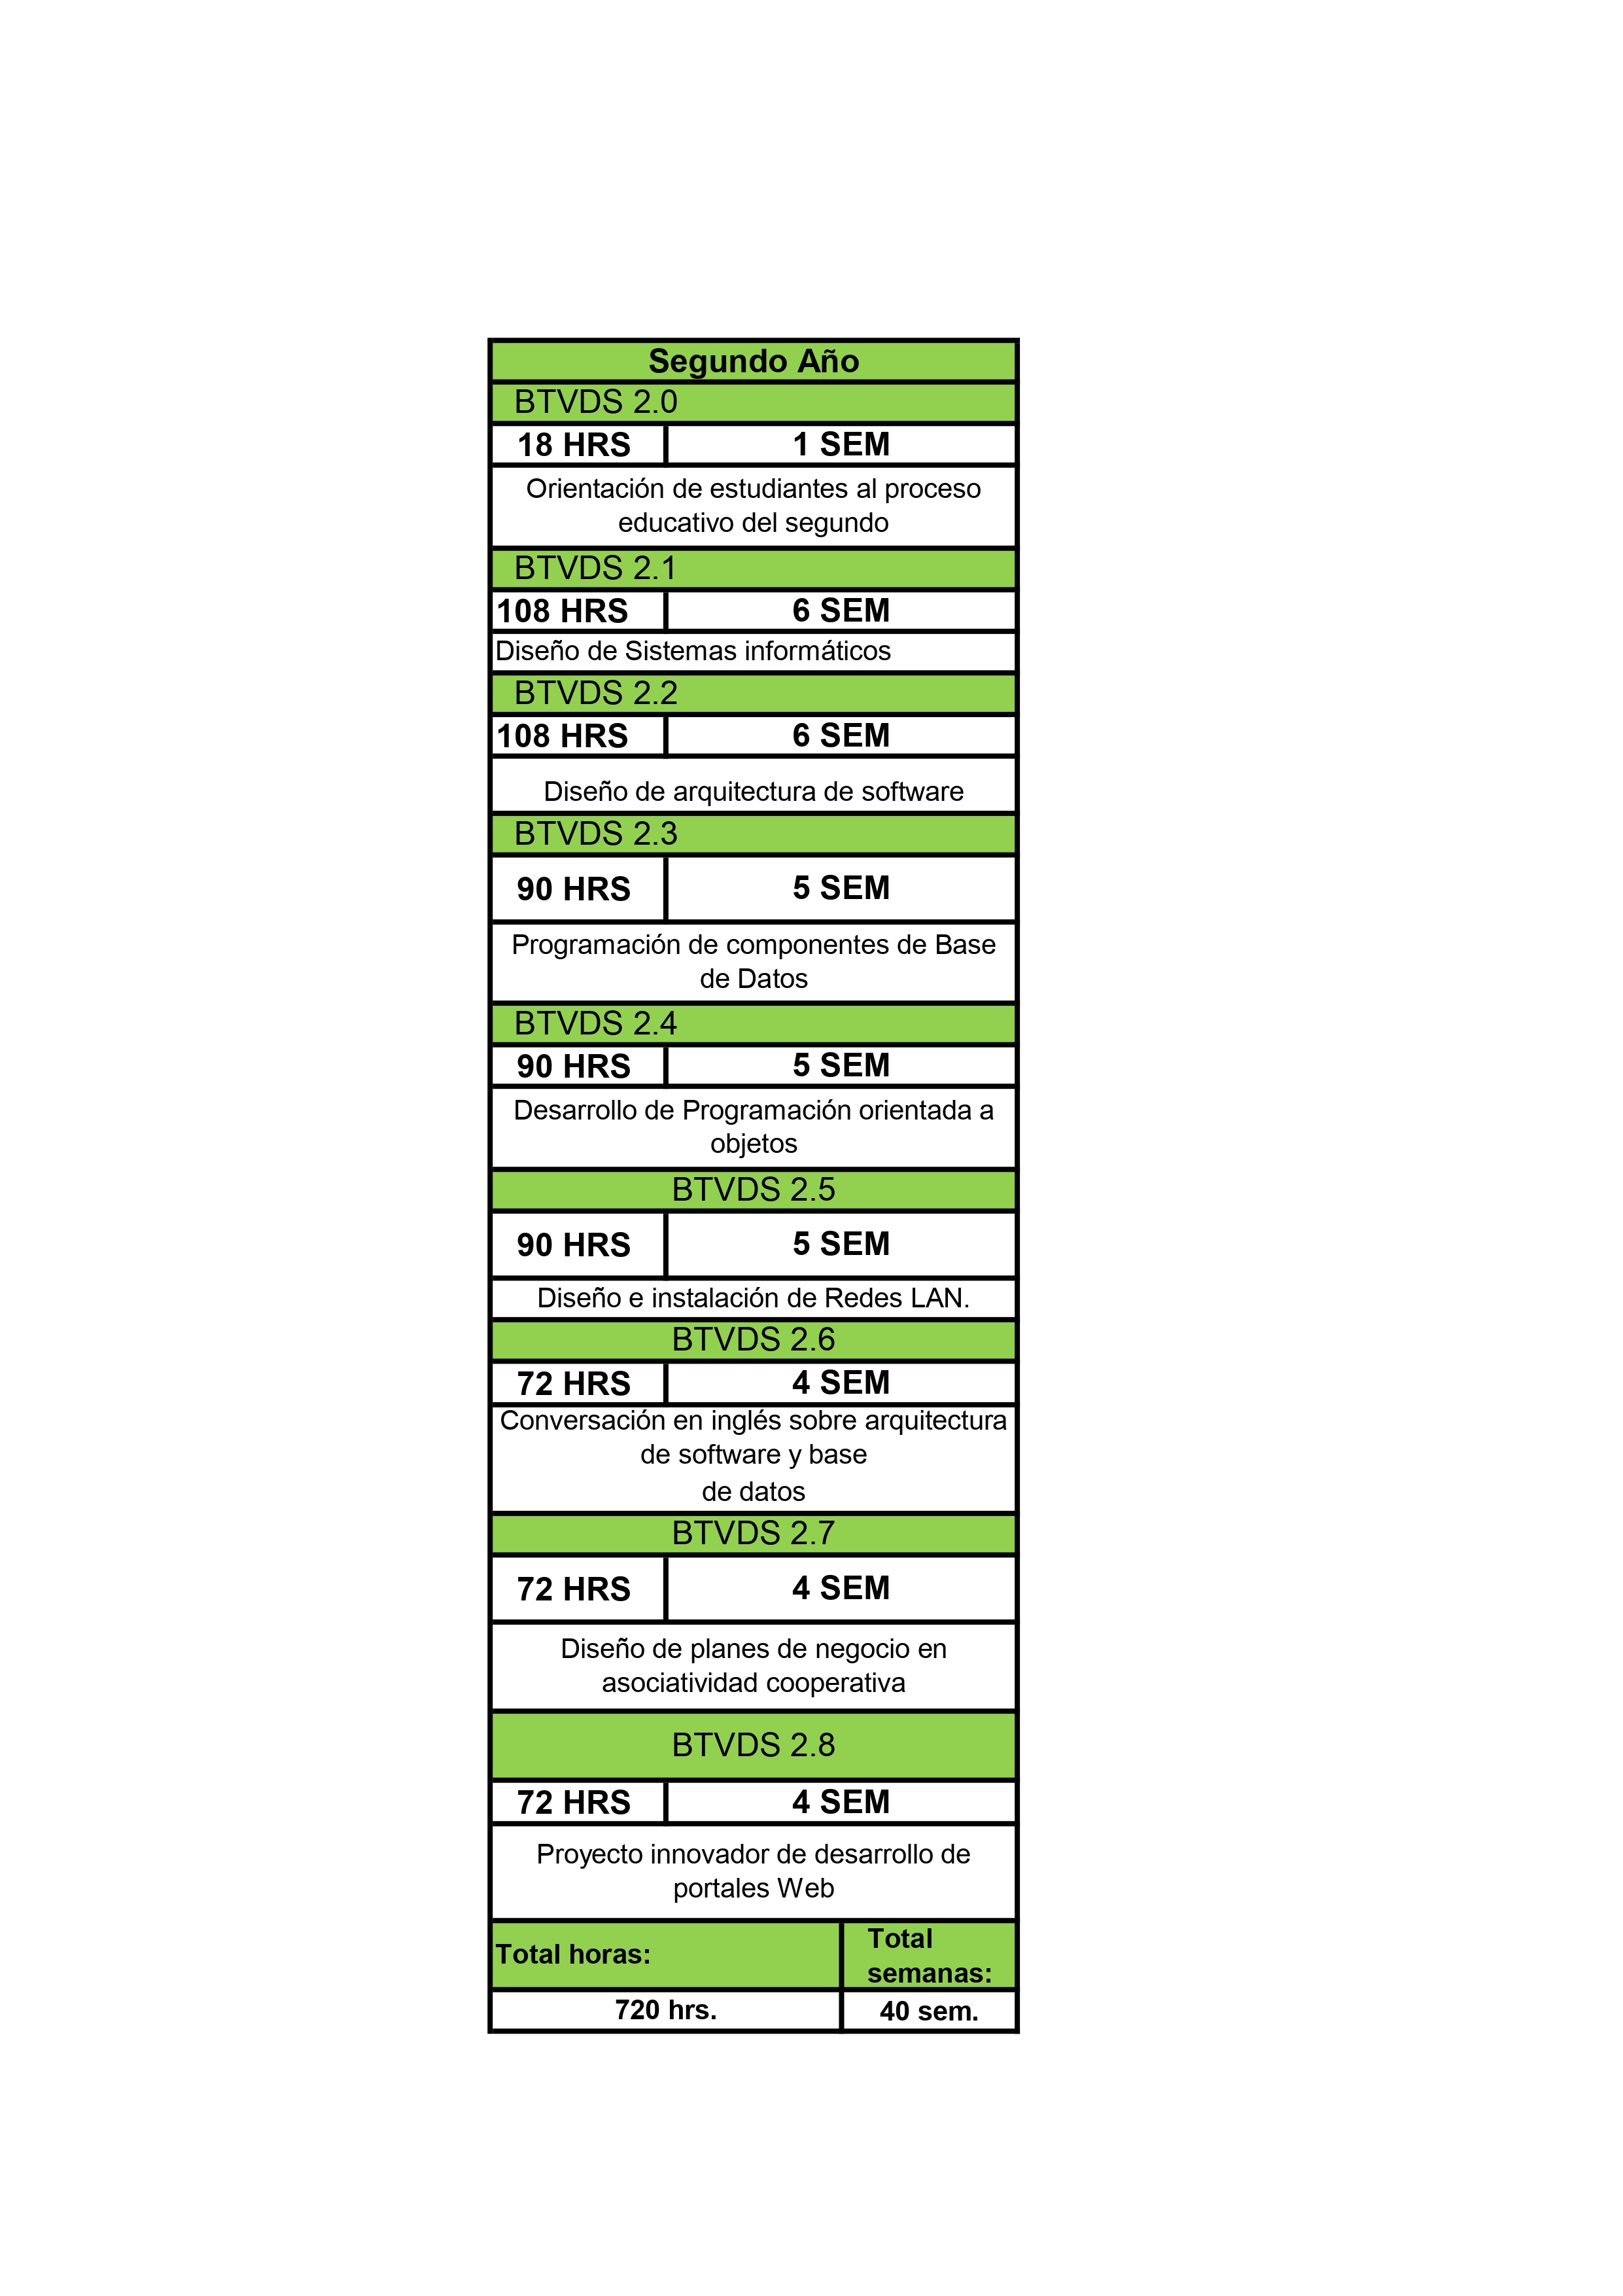 Segundo Año
BTVDS 2.0
18 HRS 1 SEM
Orientación de estudiantes al proceso
educativo del segundo
BTVDS 2.1
108 HRS 6 SEM
Diseño de Sistemas informáticos
BTVDS 2.2
108 HRS 6 SEM
Diseño de arquitectura de software
BTVDS 2.3
90 HRS 5 SEM
Programación de componentes de Base
de Datos
BTVDS 2.4
90 HRS 5 SEM
Desarrollo de Programación orientada a
objetos
BTVDS 2.5
90 HRS 5 SEM
Diseño e instalación de Redes LAN.
BTVDS 2.6
72 HRS 4 SEM
Conversación en inglés sobre arquitectura
de software y base
de datos
BTVDS 2.7
72 HRS 4 SEM
Diseño de planes de negocio en
asociatividad cooperativa
BTVDS 2.8
72 HRS 4 SEM
Proyecto innovador de desarrollo de
portales Web
Total horas:
Total
semanas:
720 hrs. 40 sem.